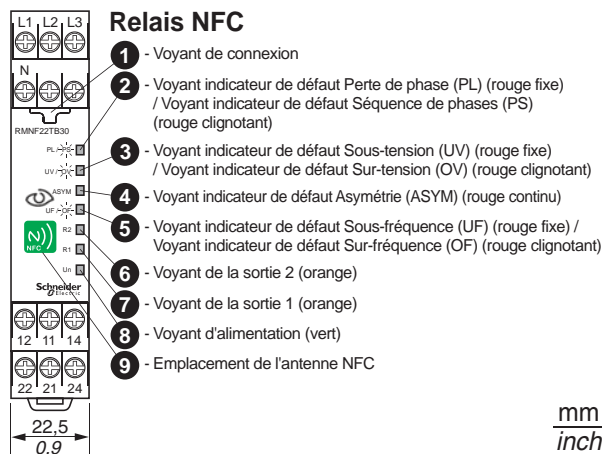 Relais NFC
L1 L2 L3
N
RMNF22TB30
PL / PS
UV / OV
ASYM
UF / OF
R2
NFC
R1
Un
Schneider
Electric
12 11 14
22 21 24
22,5
0.9
1 - Voyant de connexion
2 - Voyant indicateur de défaut Perte de phase (PL) (rouge fixe)
/ Voyant indicateur de défaut Séquence de phases (PS)
(rouge clignotant)
3 - Voyant indicateur de défaut Sous-tension (UV) (rouge fixe)
/ Voyant indicateur de défaut Sur-tension (OV) (rouge clignotant)
4 - Voyant indicateur de défaut Asymétrie (ASYM) (rouge continu)
5 - Voyant indicateur de défaut Sous-fréquence (UF) (rouge fixe) /
Voyant indicateur de défaut Sur-fréquence (OF) (rouge clignotant)
6 - Voyant de la sortie 2 (orange)
7 - Voyant de la sortie 1 (orange)
8 - Voyant d'alimentation (vert)
9 - Emplacement de l'antenne NFC
mm
inch